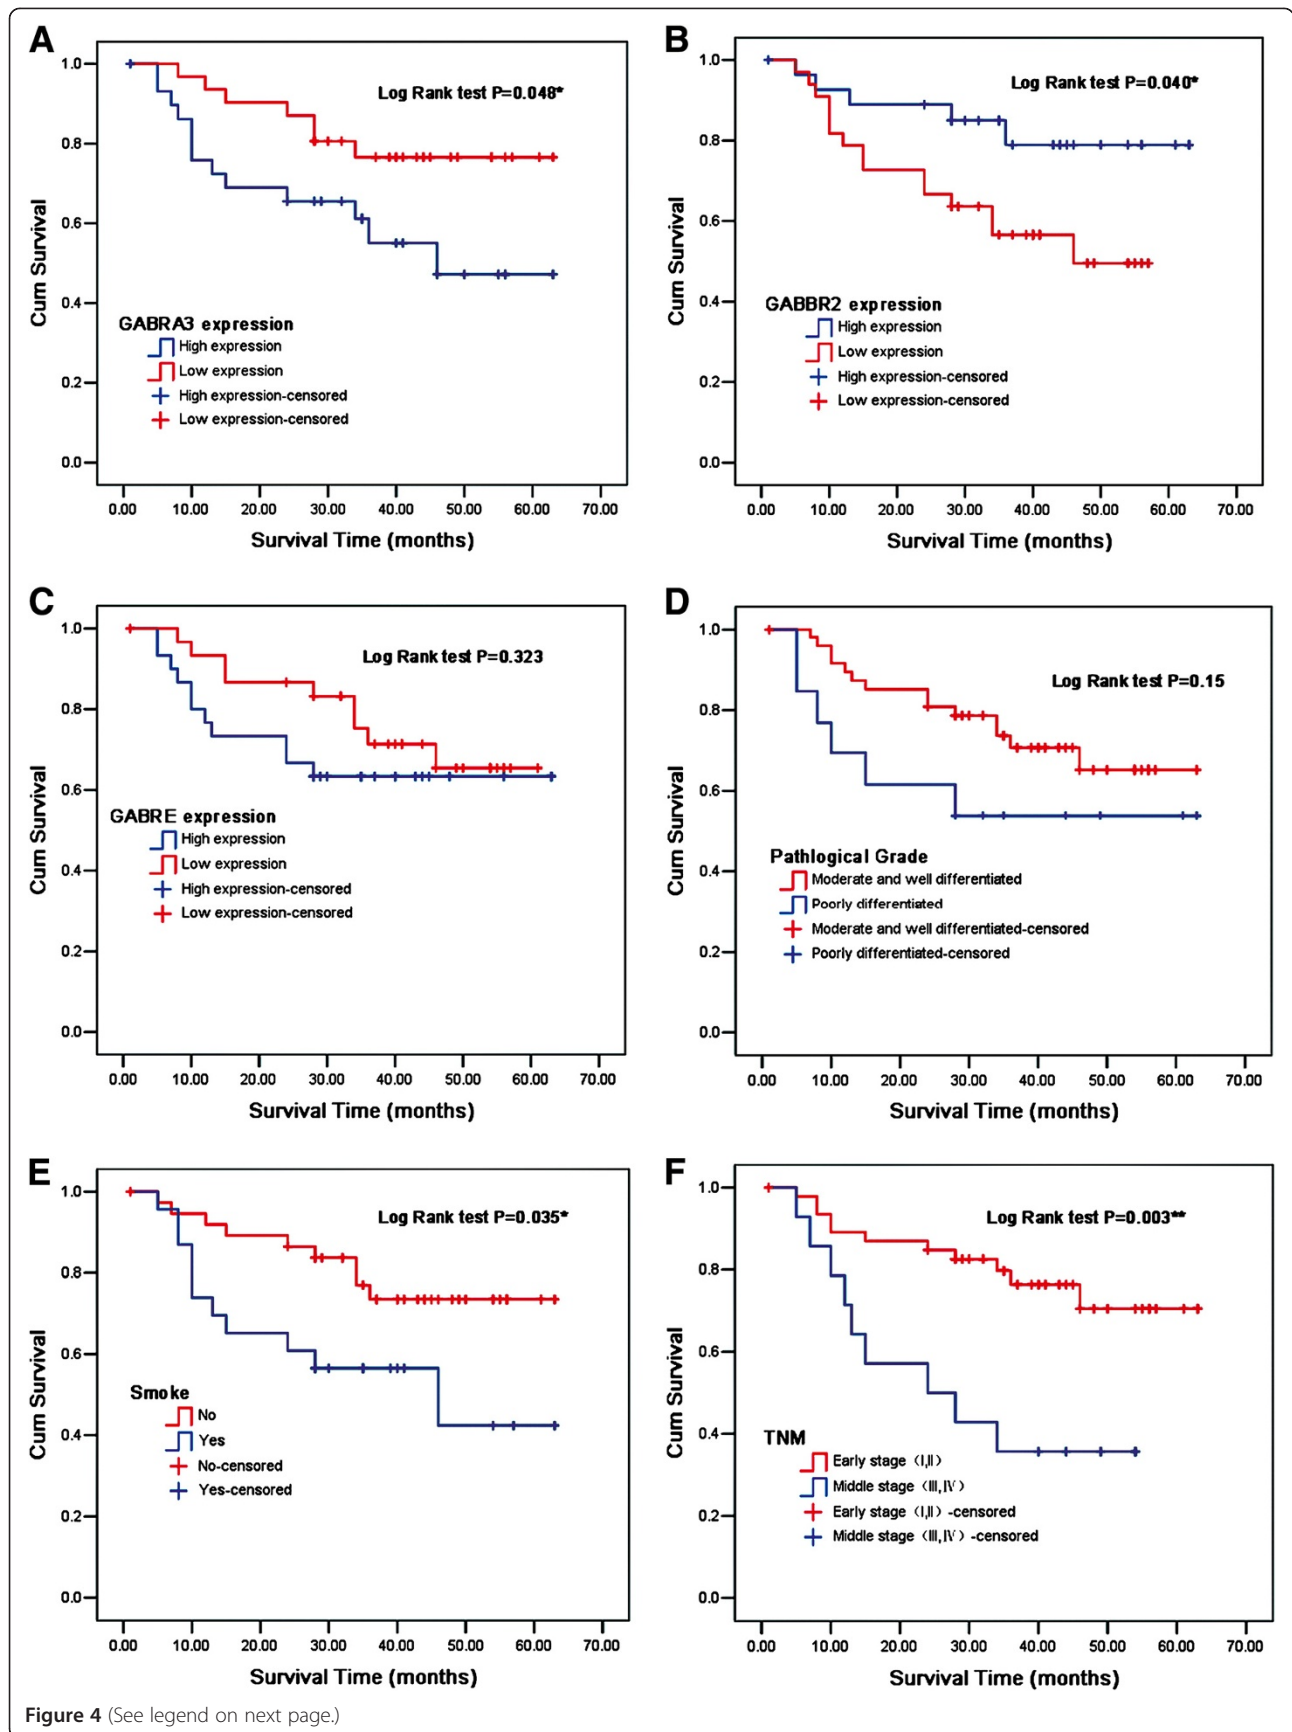 A
Log Rank test P=0.048*
1.0
0.8
0.6
0.4
0.2
0.0
Cum Survival
GABRA3 expression
High expression
Low expression
High expression-censored
Low expression-censored
0.00 10.00 20.00 30.00 40.00 50.00 60.00 70.00
Survival Time (months)
B
Log Rank test P=0.040*
1.0
0.8
0.6
0.4
0.2
0.0
Cum Survival
GABBR2 expression
High expression
Low expression
High expression-censored
Low expression-censored
0.00 10.00 20.00 30.00 40.00 50.00 60.00 70.00
Survival Time (months)
C
Log Rank test P=0.323
1.0
0.8
0.6
0.4
0.2
0.0
Cum Survival
GABRE expression
High expression
Low expression
High expression-censored
Low expression-censored
0.00 10.00 20.00 30.00 40.00 50.00 60.00 70.00
Survival Time (months)
D
Log Rank test P=0.15
1.0
0.8
0.6
0.4
0.2
0.0
Cum Survival
Pathlogical Grade
Moderate and well differentiated
Poorly differentiated
Moderate and well differentiated-censored
Poorly differentiated-censored
0.00 10.00 20.00 30.00 40.00 50.00 60.00 70.00
Survival Time (months)
E
Log Rank test P=0.035*
1.0
0.8
0.6
0.4
0.2
0.0
Cum Survival
Smoke
No
Yes
No-censored
Yes-censored
0.00 10.00 20.00 30.00 40.00 50.00 60.00 70.00
Survival Time (months)
F
Log Rank test P=0.003**
1.0
0.8
0.6
0.4
0.2
0.0
Cum Survival
TNM
Early stage（I,II）
Middle stage（III,IV）
Early stage（I,II）-censored
Middle stage（III,IV）-censored
0.00 10.00 20.00 30.00 40.00 50.00 60.00 70.00
Survival Time (months)
Figure 4 (See legend on next page.)